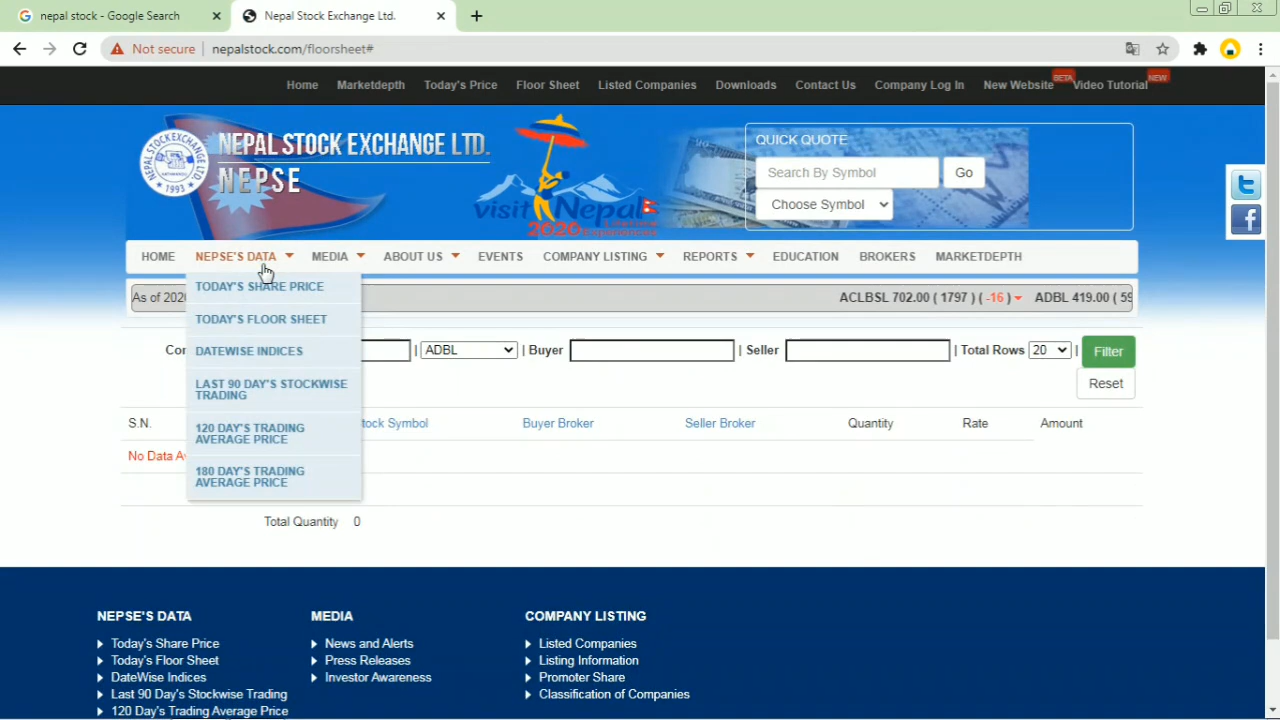 nepal stock - Google Search
Nepal Stock Exchange Ltd.
Not secure nepalstock.com/floorsheet#
Home Marketdepth Today's Price Floor Sheet Listed Companies Downloads Contact Us Company Log In New Website BETA Video Tutorial NEW
NEPAL STOCK EXCHANGE LTD.
NEPSE
NEPAL STOCK EXCHANGE LTD.
1993
visit Nepal
2020
QUICK QUOTE
Search By Symbol Go
Choose Symbol
HOME NEPSE'S DATA MEDIA ABOUT US EVENTS COMPANY LISTING REPORTS EDUCATION BROKERS MARKETDEPTH
As of 202 ACLBSL 702.00 ( 1797 ) ( -16 ) ADBL 419.00 ( 59
TODAY'S SHARE PRICE
TODAY'S FLOOR SHEET
DATEWISE INDICES
LAST 90 DAY'S STOCKWISE
TRADING
120 DAY'S TRADING
AVERAGE PRICE
180 DAY'S TRADING
AVERAGE PRICE
Con | ADBL | Buyer | Seller | Total Rows 20 | Filter
Reset
S.N. tock Symbol Buyer Broker Seller Broker Quantity Rate Amount
No Data Av
Total Quantity 0
NEPSE'S DATA
Today's Share Price
Today's Floor Sheet
DateWise Indices
Last 90 Day's Stockwise Trading
120 Day's Trading Average Price
MEDIA
News and Alerts
Press Releases
Investor Awareness
COMPANY LISTING
Listed Companies
Listing Information
Promoter Share
Classification of Companies